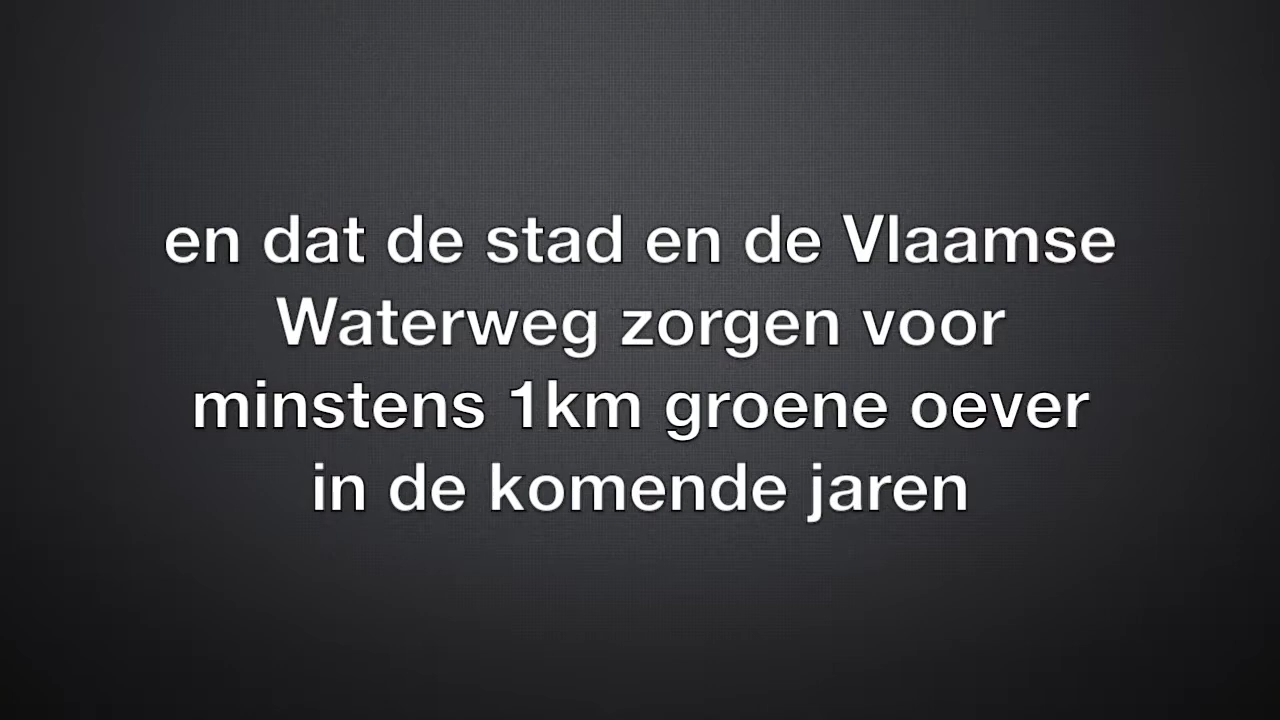 en dat de stad en de Vlaamse
Waterweg zorgen voor
minstens 1km groene oever
in de komende jaren